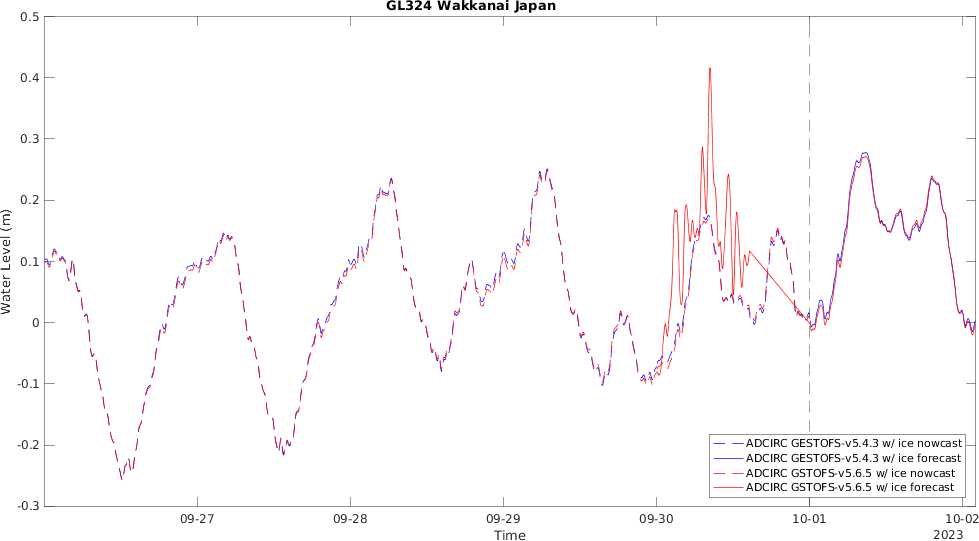 GL324 Wakkanai Japan
0.5
0.4
0.3
0.2
0.1
0
-0.1
-0.2
-0.3
Water Level (m)
ADCIRC GESTOFS-v5.4.3 w/ ice nowcast
ADCIRC GESTOFS-v5.4.3 w/ ice forecast
ADCIRC GSTOFS-v5.6.5 w/ ice nowcast
ADCIRC GSTOFS-v5.6.5 w/ ice forecast
09-27 09-28 09-29 09-30 10-01 10-02
Time
2023